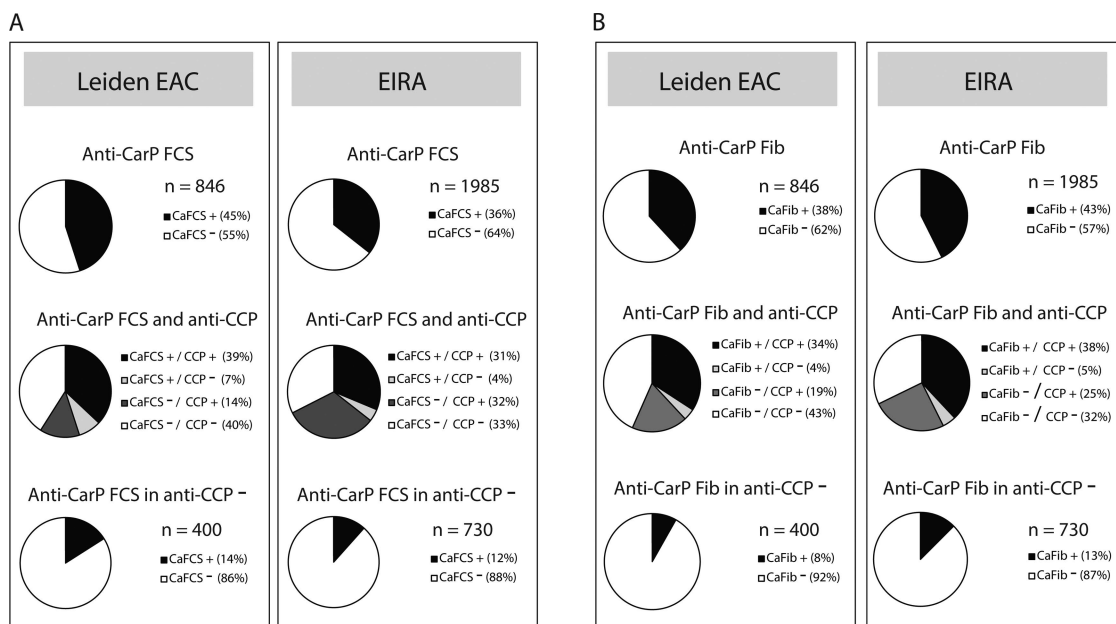 A
Leiden EAC
Anti-CarP FCS
n = 846
CaFCS + (45%)
CaFCS - (55%)
Anti-CarP FCS and anti-CCP
CaFCS + / CCP + (39%)
CaFCS + / CCP - (7%)
CaFCS - / CCP + (14%)
CaFCS - / CCP - (40%)
Anti-CarP FCS in anti-CCP -
n = 400
CaFCS + (14%)
CaFCS - (86%)
EIRA
Anti-CarP FCS
n = 1985
CaFCS + (36%)
CaFCS - (64%)
Anti-CarP FCS and anti-CCP
CaFCS + / CCP + (31%)
CaFCS + / CCP - (4%)
CaFCS - / CCP + (32%)
CaFCS - / CCP - (33%)
Anti-CarP FCS in anti-CCP -
n = 730
CaFCS + (12%)
CaFCS - (88%)
B
Leiden EAC
Anti-CarP Fib
n = 846
CaFib + (38%)
CaFib - (62%)
Anti-CarP Fib and anti-CCP
CaFib + / CCP + (34%)
CaFib + / CCP - (4%)
CaFib - / CCP + (19%)
CaFib - / CCP - (43%)
Anti-CarP Fib in anti-CCP -
n = 400
CaFib + (8%)
CaFib - (92%)
EIRA
Anti-CarP Fib
n = 1985
CaFib + (43%)
CaFib - (57%)
Anti-CarP Fib and anti-CCP
CaFib + / CCP + (38%)
CaFib + / CCP - (5%)
CaFib - / CCP + (25%)
CaFib - / CCP - (32%)
Anti-CarP Fib in anti-CCP -
n = 730
CaFib + (13%)
CaFib - (87%)